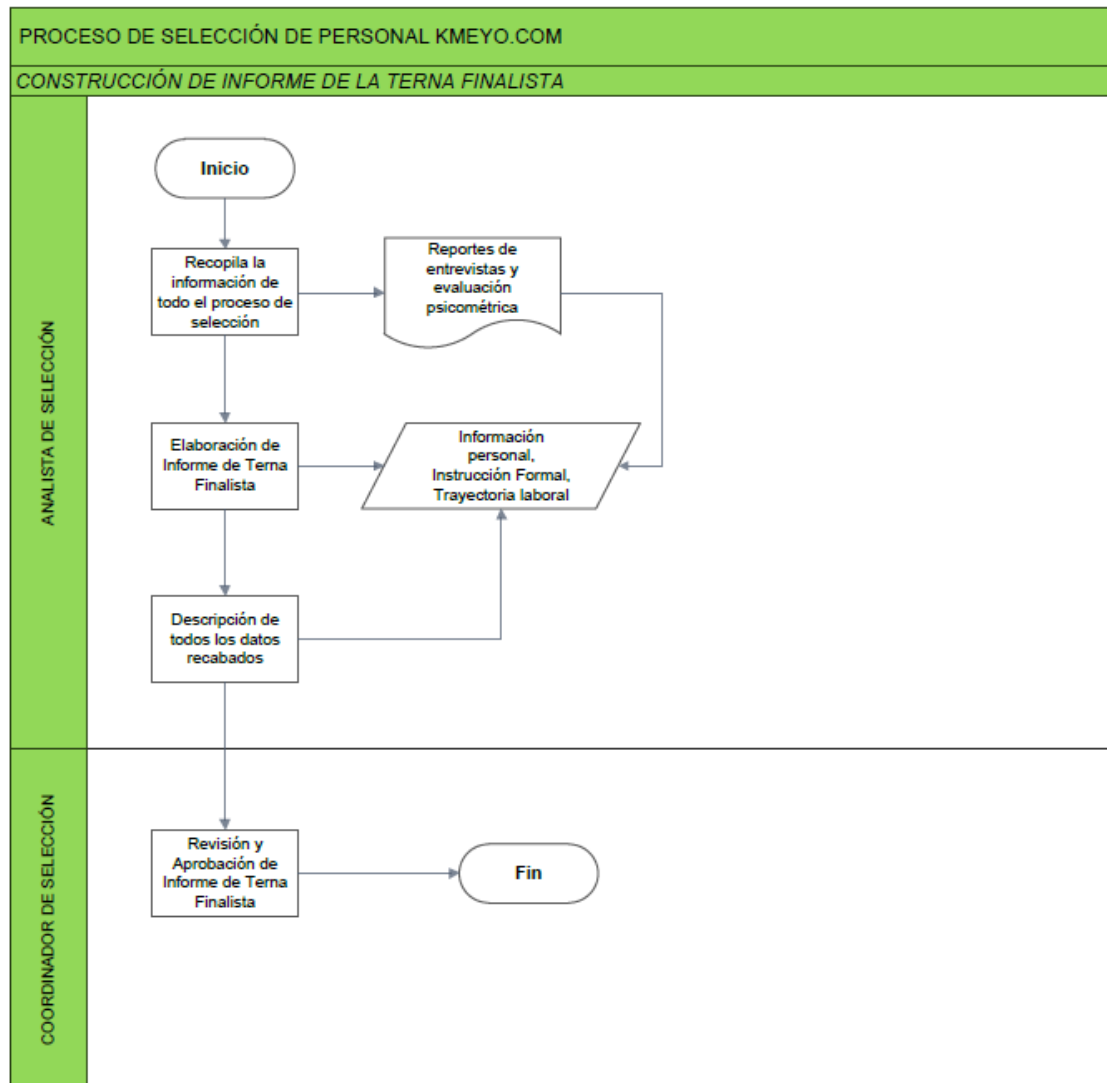 PROCESO DE SELECCIÓN DE PERSONAL KMEYO.COM
CONSTRUCCIÓN DE INFORME DE LA TERNA FINALISTA
ANALISTA DE SELECCIÓN
Inicio
Recopila la
información de
todo el proceso de
selección
Reportes de
entrevistas y
evaluación
psicométrica
Elaboración de
Informe de Terna
Finalista
Información
personal,
Instrucción Formal,
Trayectoria laboral
Descripción de
todos los datos
recabados
COORDINADOR DE SELECCIÓN
Revisión y
Aprobación de
Informe de Terna
Finalista
Fin